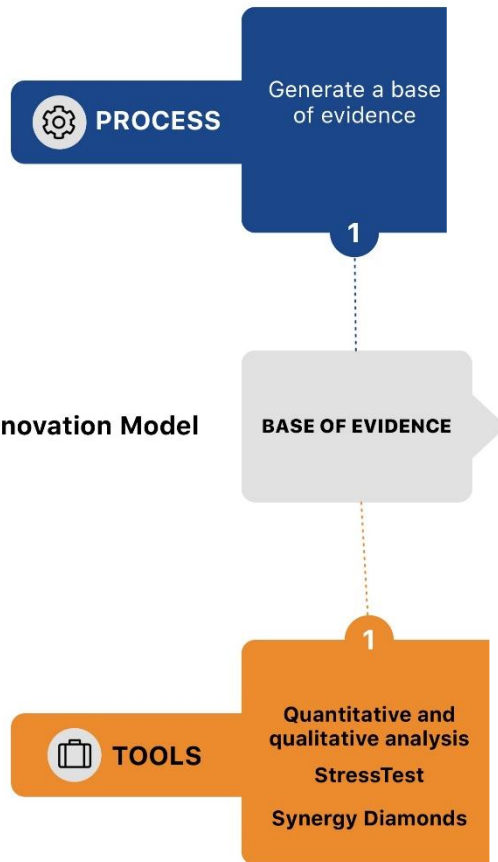 PROCESS
Generate a base
of evidence
1
novation Model
BASE OF EVIDENCE
1
TOOLS
Quantitative and
qualitative analysis
StressTest
Synergy Diamonds